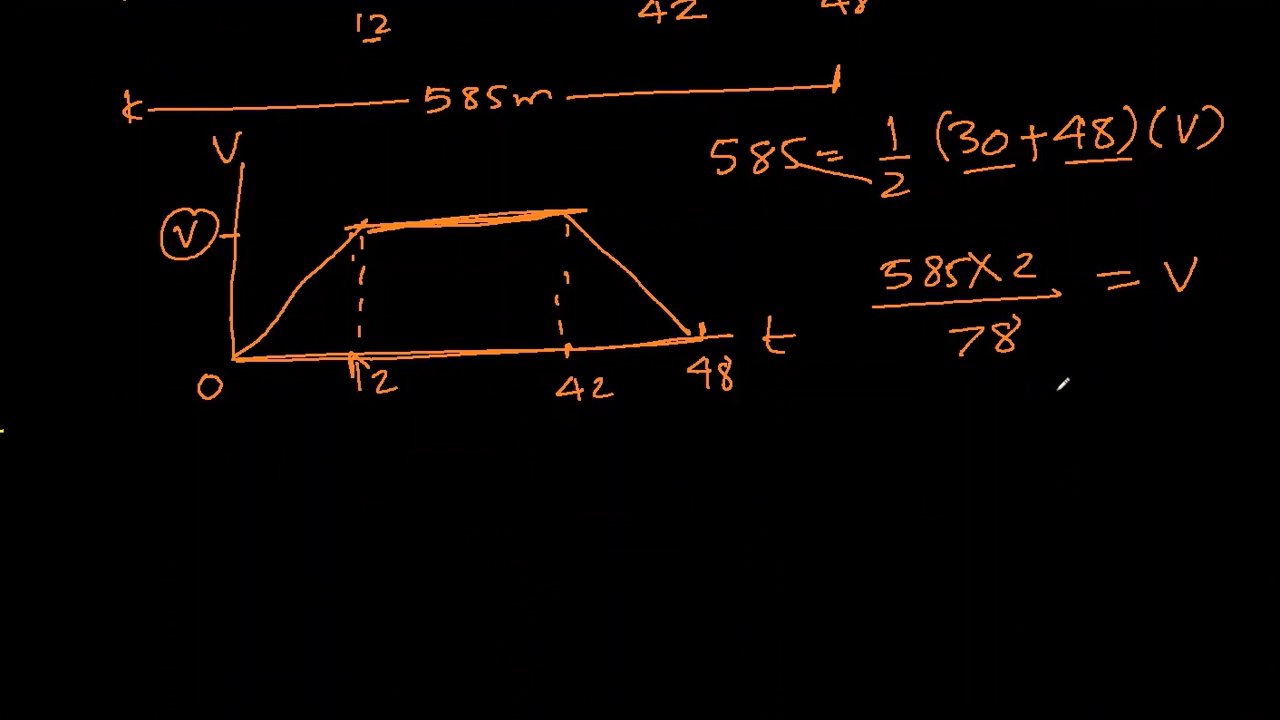 12 42 48
585m
V
585 = 1/2 (30+48)(V)
V
585×2/78 = V
t
0 12 42 48